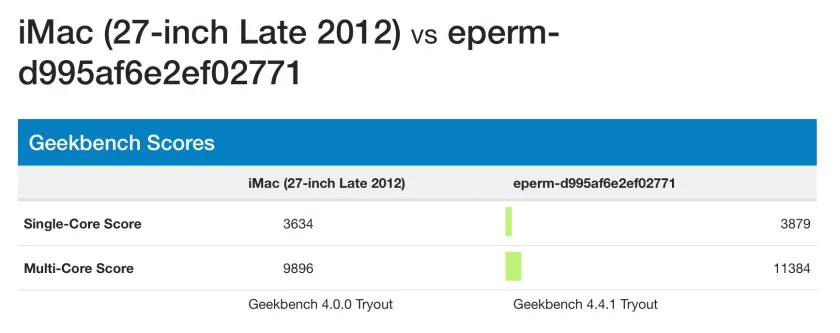 iMac (27-inch Late 2012) vs eperm-
d995af6e2ef02771
Geekbench Scores
iMac (27-inch Late 2012) eperm-d995af6e2ef02771
Single-Core Score 3634 3879
Multi-Core Score 9896 11384
Geekbench 4.0.0 Tryout Geekbench 4.4.1 Tryout